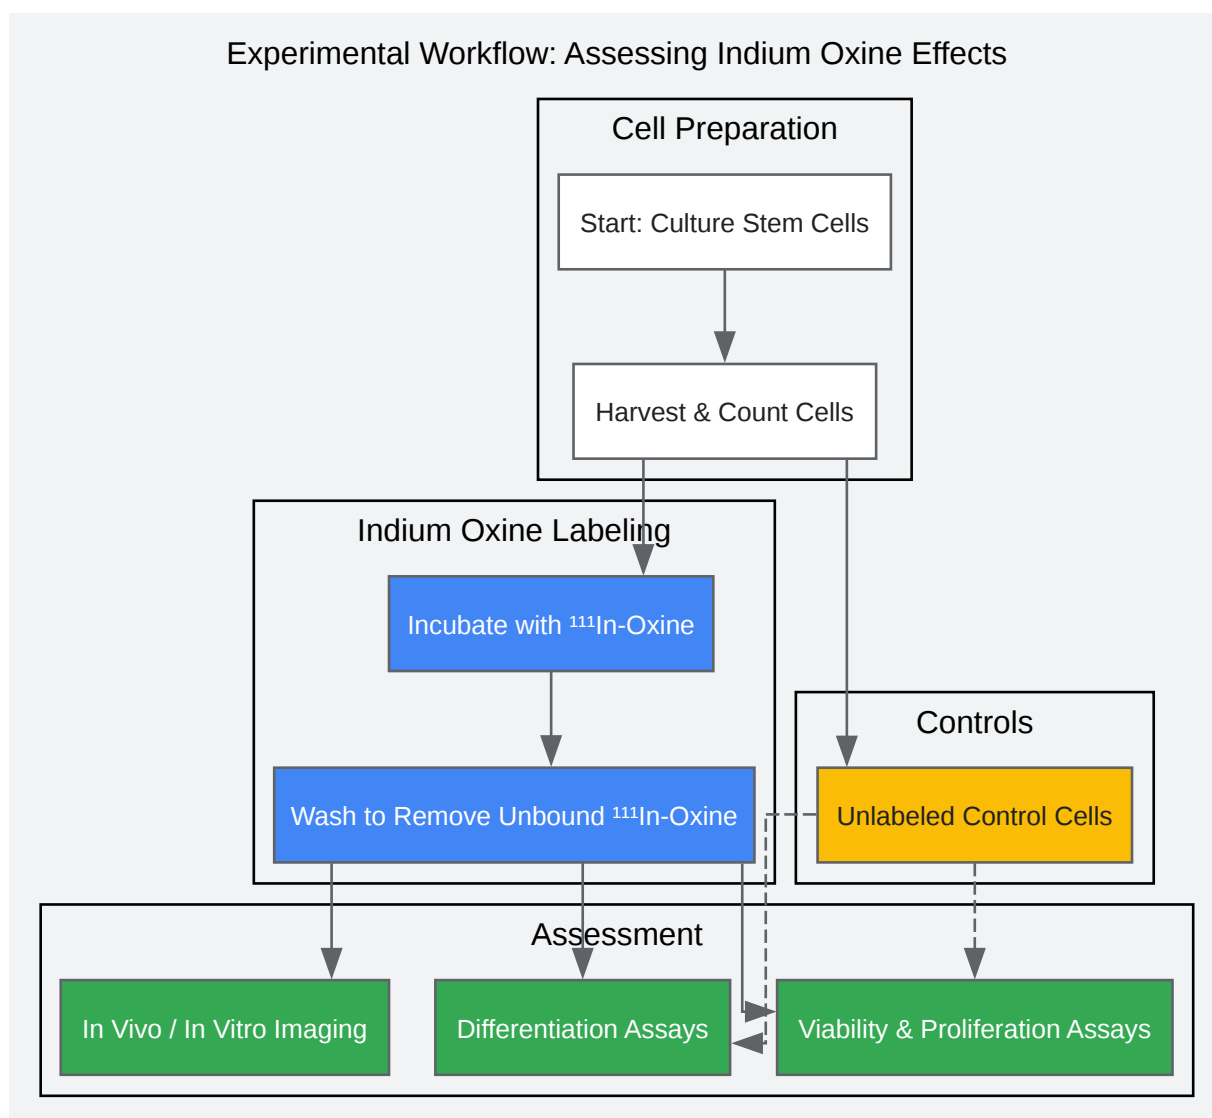 Experimental Workflow: Assessing Indium Oxine Effects
Cell Preparation
Start: Culture Stem Cells
Harvest & Count Cells
Indium Oxine Labeling
Incubate with ¹¹¹In-Oxine
Controls
Wash to Remove Unbound ¹¹¹In-Oxine
Unlabeled Control Cells
Assessment
In Vivo / In Vitro Imaging
Differentiation Assays
Viability & Proliferation Assays